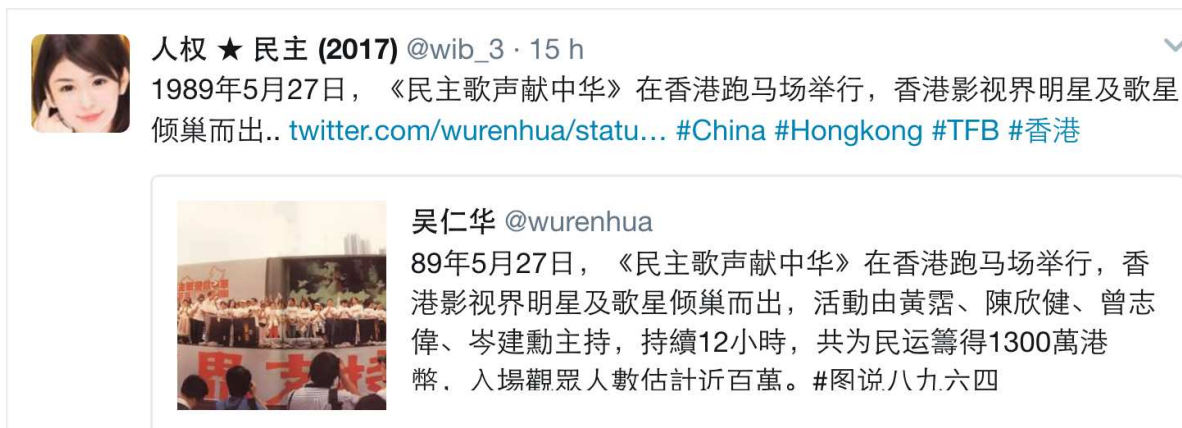 人权 ★ 民主 (2017) @wib_3 · 15 h
1989年5月27日，《民主歌声献中华》在香港跑马场举行，香港影视界明星及歌星
倾巢而出.. twitter.com/wurenhua/statu… #China #Hongkong #TFB #香港
吴仁华 @wurenhua
89年5月27日，《民主歌声献中华》在香港跑马场举行，香
港影视界明星及歌星倾巢而出，活動由黃霑、陳欣健、曾志
偉、岑建勳主持，持續12小時，共为民运籌得1300萬港
幣，入場觀眾人數估計近百萬。#图说八九六四
界支持